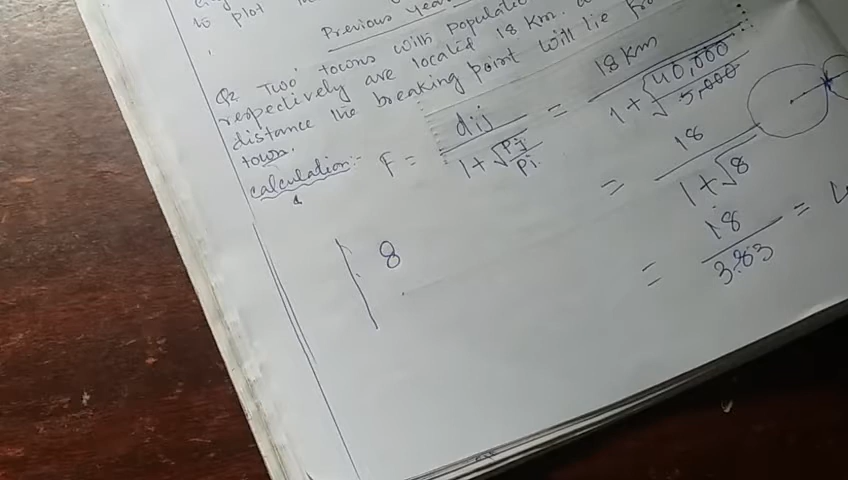 to plot
Previous year
Q2 Two towns with populatio
respectively are located 18 Km.
distance the breaking point will lie
town.
calculation:- F = dij / 1+√Pj/Pi = 18 Km / 1+√40,000/5,000
= 18 / 1+√8
= 18 / 3.83 =
8